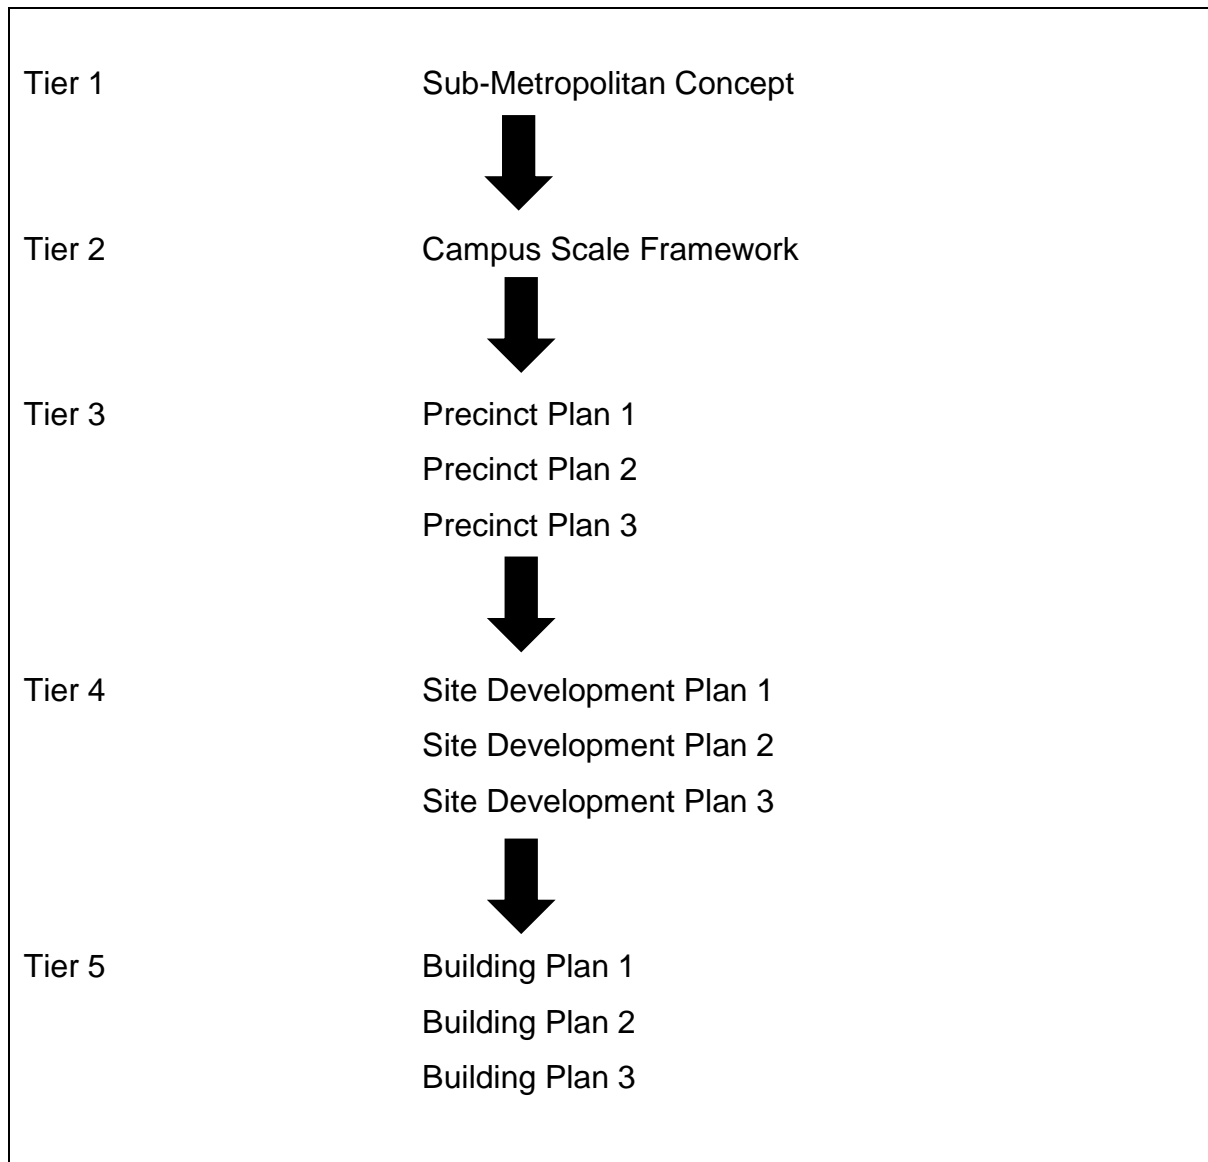 Tier 1 Sub-Metropolitan Concept
Tier 2 Campus Scale Framework
Tier 3 Precinct Plan 1
Precinct Plan 2
Precinct Plan 3
Tier 4 Site Development Plan 1
Site Development Plan 2
Site Development Plan 3
Tier 5 Building Plan 1
Building Plan 2
Building Plan 3